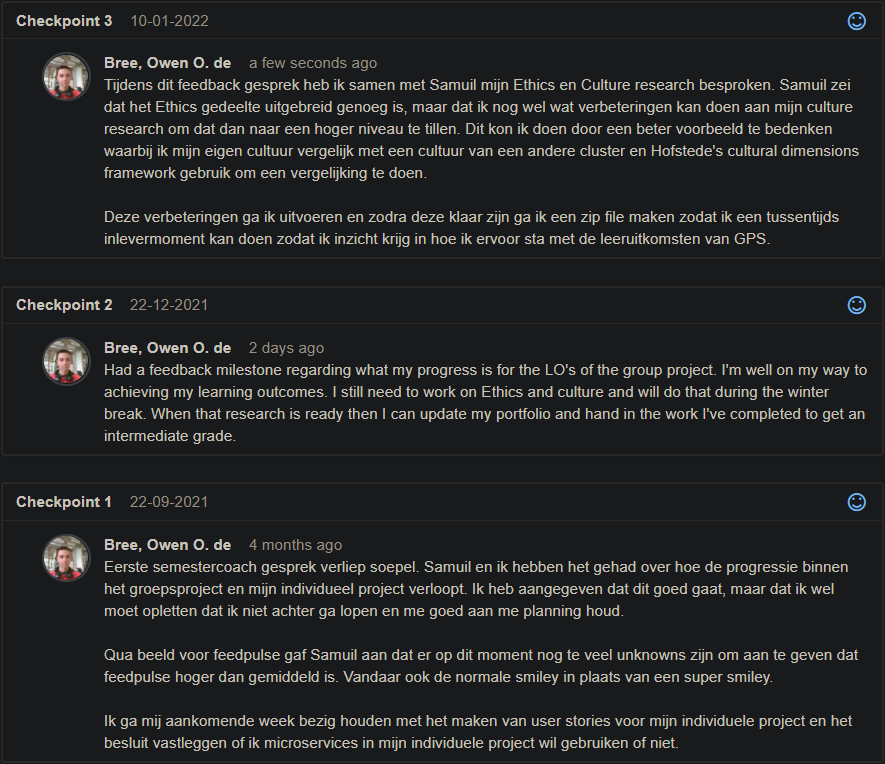 Checkpoint 3 10-01-2022
Bree, Owen O. de a few seconds ago
Tijdens dit feedback gesprek heb ik samen met Samuil mijn Ethics en Culture research besproken. Samuil zei
dat het Ethics gedeelte uitgebreid genoeg is, maar dat ik nog wel wat verbeteringen kan doen aan mijn culture
research om dat dan naar een hoger niveau te tillen. Dit kon ik doen door een beter voorbeeld te bedenken
waarbij ik mijn eigen cultuur vergelijk met een cultuur van een andere cluster en Hofstede's cultural dimensions
framework gebruik om een vergelijking te doen.
Deze verbeteringen ga ik uitvoeren en zodra deze klaar zijn ga ik een zip file maken zodat ik een tussentijds
inlevermoment kan doen zodat ik inzicht krijg in hoe ik ervoor sta met de leeruitkomsten van GPS.
Checkpoint 2 22-12-2021
Bree, Owen O. de 2 days ago
Had a feedback milestone regarding what my progress is for the LO's of the group project. I'm well on my way to
achieving my learning outcomes. I still need to work on Ethics and culture and will do that during the winter
break. When that research is ready then I can update my portfolio and hand in the work I've completed to get an
intermediate grade.
Checkpoint 1 22-09-2021
Bree, Owen O. de 4 months ago
Eerste semestercoach gesprek verliep soepel. Samuil en ik hebben het gehad over hoe de progressie binnen
het groepsproject en mijn individueel project verloopt. Ik heb aangegeven dat dit goed gaat, maar dat ik wel
moet opletten dat ik niet achter ga lopen en me goed aan me planning houd.
Qua beeld voor feedpulse gaf Samuil aan dat er op dit moment nog te veel unknowns zijn om aan te geven dat
feedpulse hoger dan gemiddeld is. Vandaar ook de normale smiley in plaats van een super smiley.
Ik ga mij aankomende week bezig houden met het maken van user stories voor mijn individuele project en het
besluit vastleggen of ik microservices in mijn individuele project wil gebruiken of niet.